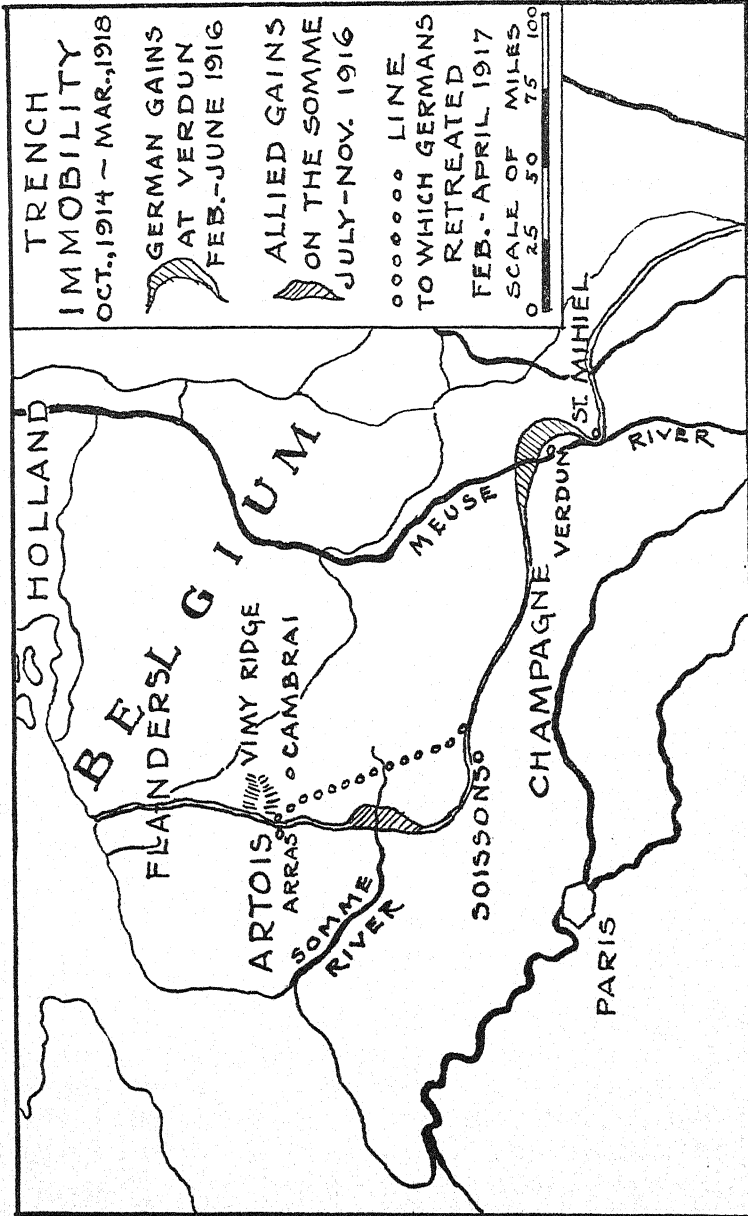 TRENCH
IMMOBILITY
OCT., 1914 ~ MAR., 1918
GERMAN GAINS
AT VERDUN
FEB.-JUNE 1916
ALLIED GAINS
ON THE SOMME
JULY-NOV. 1916
LINE
TO WHICH GERMANS
RETREATED
FEB.-APRIL 1917
SCALE OF MILES
0 25 50 75 100
HOLLAND
BELGIUM
FLANDERS
VIMY RIDGE
CAMBRAI
ARTOIS
ARRAS
SOMME
RIVER
MEUSE
RIVER
ST. MIHIEL
VERDUN
CHAMPAGNE
SOISSONS
PARIS